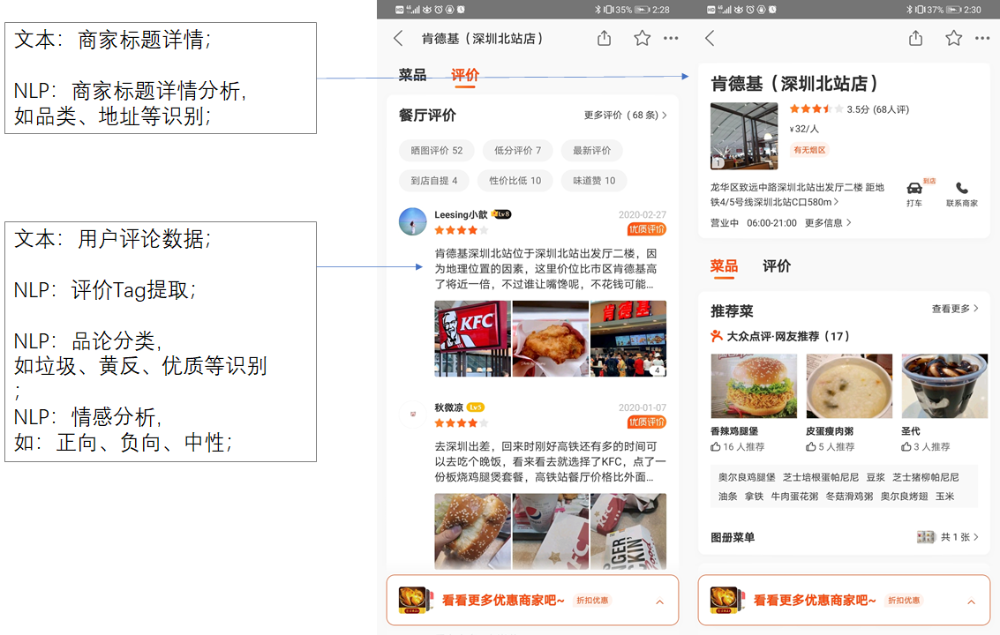 文本：商家标题详情;
NLP：商家标题详情分析,
如品类、地址等识别;
文本：用户评论数据;
NLP：评价Tag提取;
NLP：品论分类,
如垃圾、黄反、优质等识别
;
NLP：情感分析,
如：正向、负向、中性;
HD 4G 35% 2:28
肯德基（深圳北站店）
菜品 评价
餐厅评价 更多评价（68 条）
晒图评价 52 低分评价 7 最新评价
到店自提 4 性价比低 10 味道赞 10
Leesing小歆 Lv8 2020-02-27
优质评价
肯德基深圳北站位于深圳北站出发厅二楼，因
为地理位置的因素，这里价位比市区肯德基高
了将近一倍，不过谁让嘴馋呢，不花钱可能...
KFC
肯德基
4
秋微凉 Lv5 2020-01-07
优质评价
去深圳出差，回来时刚好高铁还有多的时间可
以去吃个晚饭，看来看去就选择了KFC，点了一
份板烧鸡腿煲套餐，高铁站餐厅价格比外面...
看看更多优惠商家吧~ 折扣优惠
HD 4G 37% 2:30
肯德基（深圳北站店）
1
3.5分 (68人评)
¥32/人
有无烟区
龙华区致远中路深圳北站出发厅二楼 距地
铁4/5号线深圳北站C口580m
到店
打车 联系商家
营业中 06:00-21:00 更多信息
菜品 评价
推荐菜 查看更多
大众点评·网友推荐（17）
香辣鸡腿堡 皮蛋瘦肉粥 圣代
16 人推荐 5 人推荐 3 人推荐
奥尔良鸡腿堡 芝士培根蛋帕尼尼 豆浆 芝士猪柳帕尼尼
油条 拿铁 牛肉蛋花粥 冬菇滑鸡粥 奥尔良烤翅 玉米
图册菜单 共 1 张
看看更多优惠商家吧~ 折扣优惠